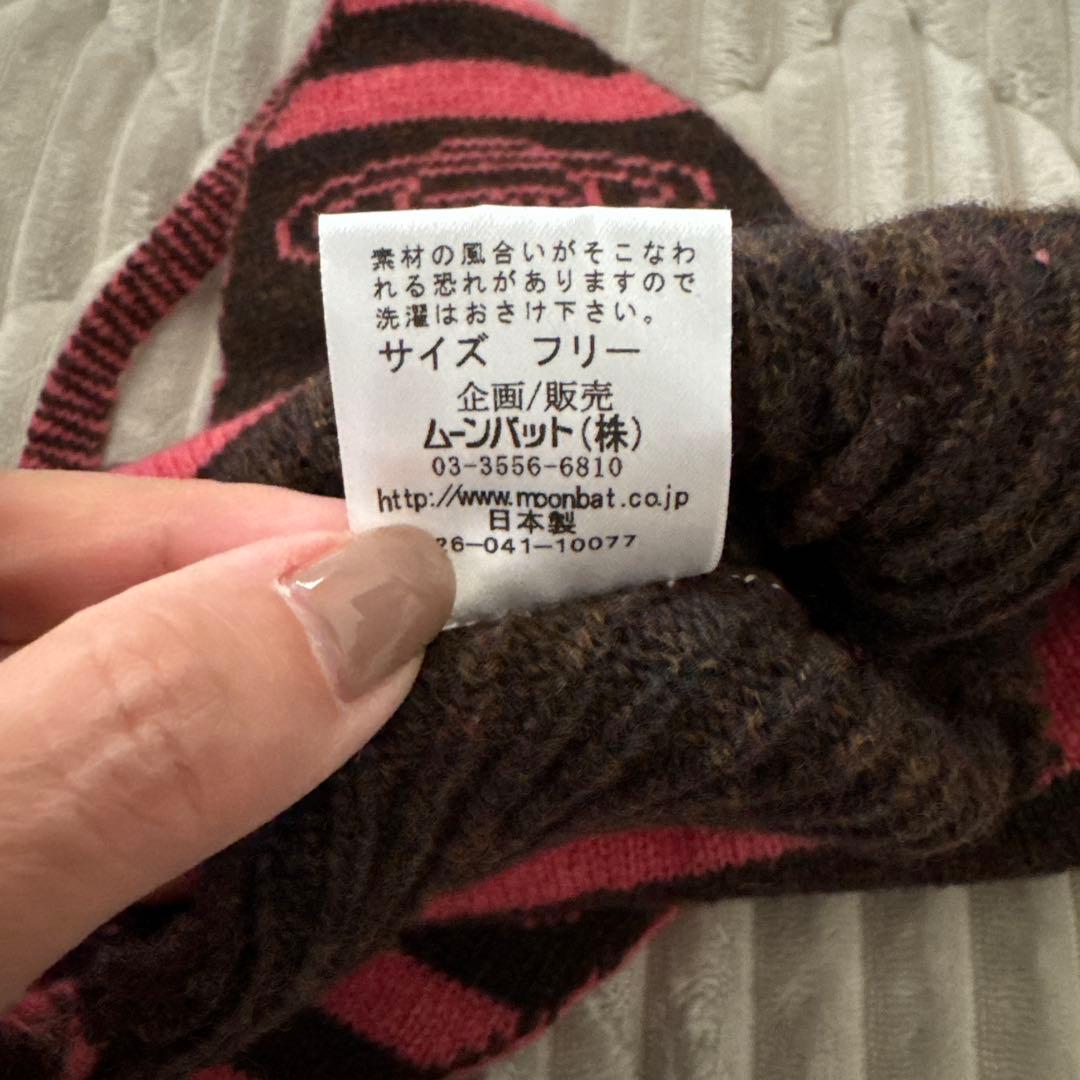 素材の風合いがそこなわ
れる恐れがありますので
洗濯はおさけ下さい。
サイズ フリー
企画/販売
ムーンバット(株)
03-3556-6810
http://www.moonbat.co.jp
日本製
26-041-10077